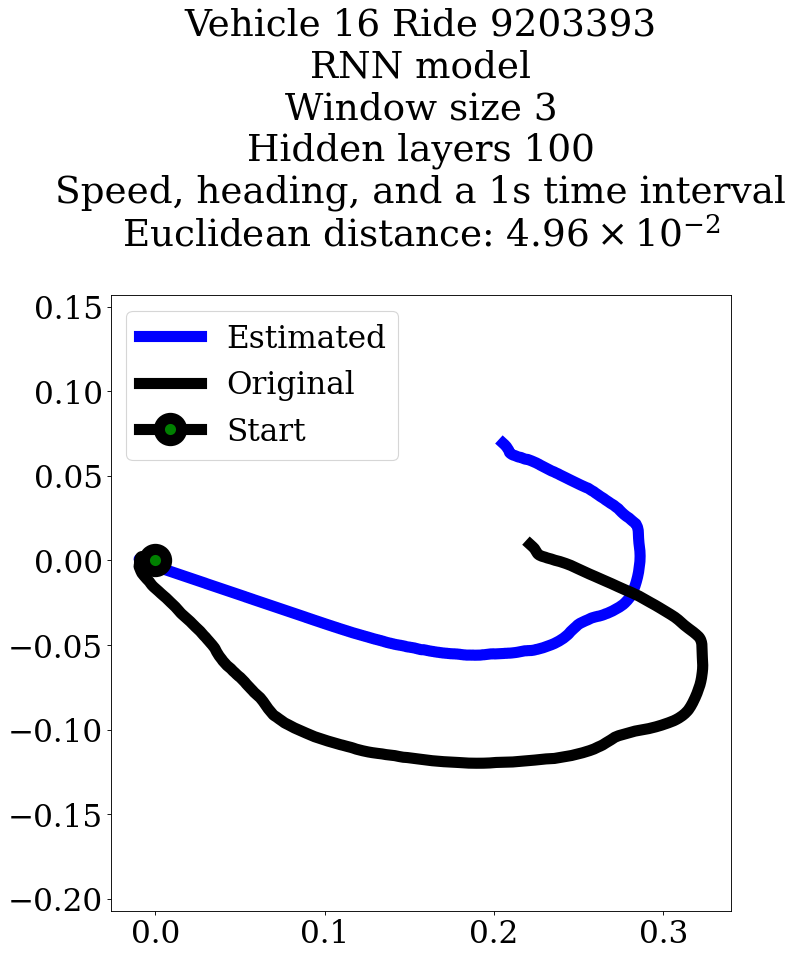 Vehicle 16 Ride 9203393
RNN model
Window size 3
Hidden layers 100
Speed, heading, and a 1s time interval
Euclidean distance: 4.96 × 10⁻²
Estimated
Original
Start
0.15
0.10
0.05
0.00
−0.05
−0.10
−0.15
−0.20
0.0 0.1 0.2 0.3